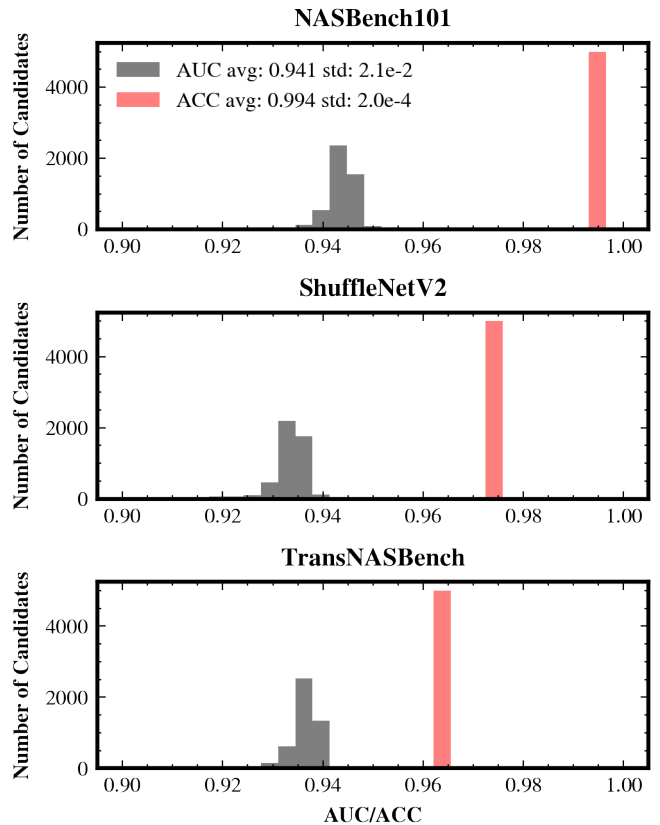 NASBench101
Number of Candidates
4000
2000
0
AUC avg: 0.941 std: 2.1e-2
ACC avg: 0.994 std: 2.0e-4
0.90 0.92 0.94 0.96 0.98 1.00
ShuffleNetV2
Number of Candidates
4000
2000
0
0.90 0.92 0.94 0.96 0.98 1.00
TransNASBench
Number of Candidates
4000
2000
0
0.90 0.92 0.94 0.96 0.98 1.00
AUC/ACC